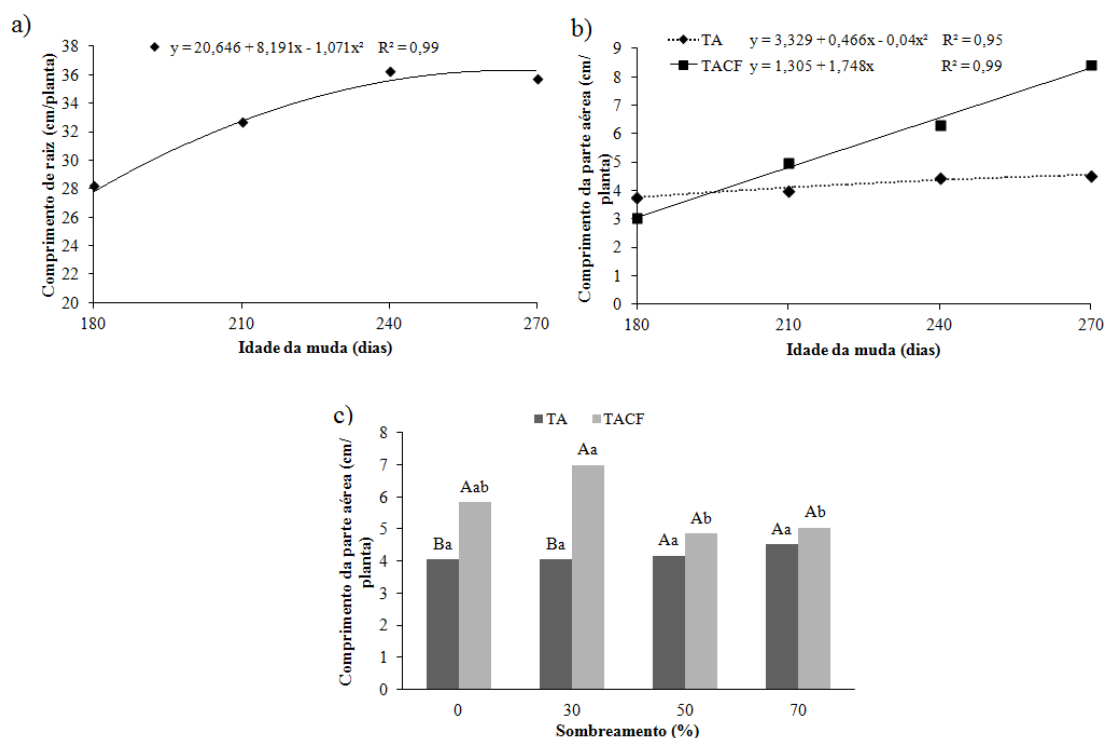 a)
y = 20,646 + 8,191x - 1,071x² R² = 0,99
Comprimento de raiz (cm/planta)
38
36
34
32
30
28
26
24
22
20
180 210 240 270
Idade da muda (dias)
b)
TA y = 3,329 + 0,466x - 0,04x² R² = 0,95
TACF y = 1,305 + 1,748x R² = 0,99
Comprimento da parte aérea (cm/
planta)
9
8
7
6
5
4
3
2
1
0
180 210 240 270
Idade da muda (dias)
c)
TA TACF
Comprimento da parte aérea (cm/
planta)
8
7
6
5
4
3
2
1
0
Ba Aab Ba Aa Aa Ab Aa Ab
0 30 50 70
Sombreamento (%)